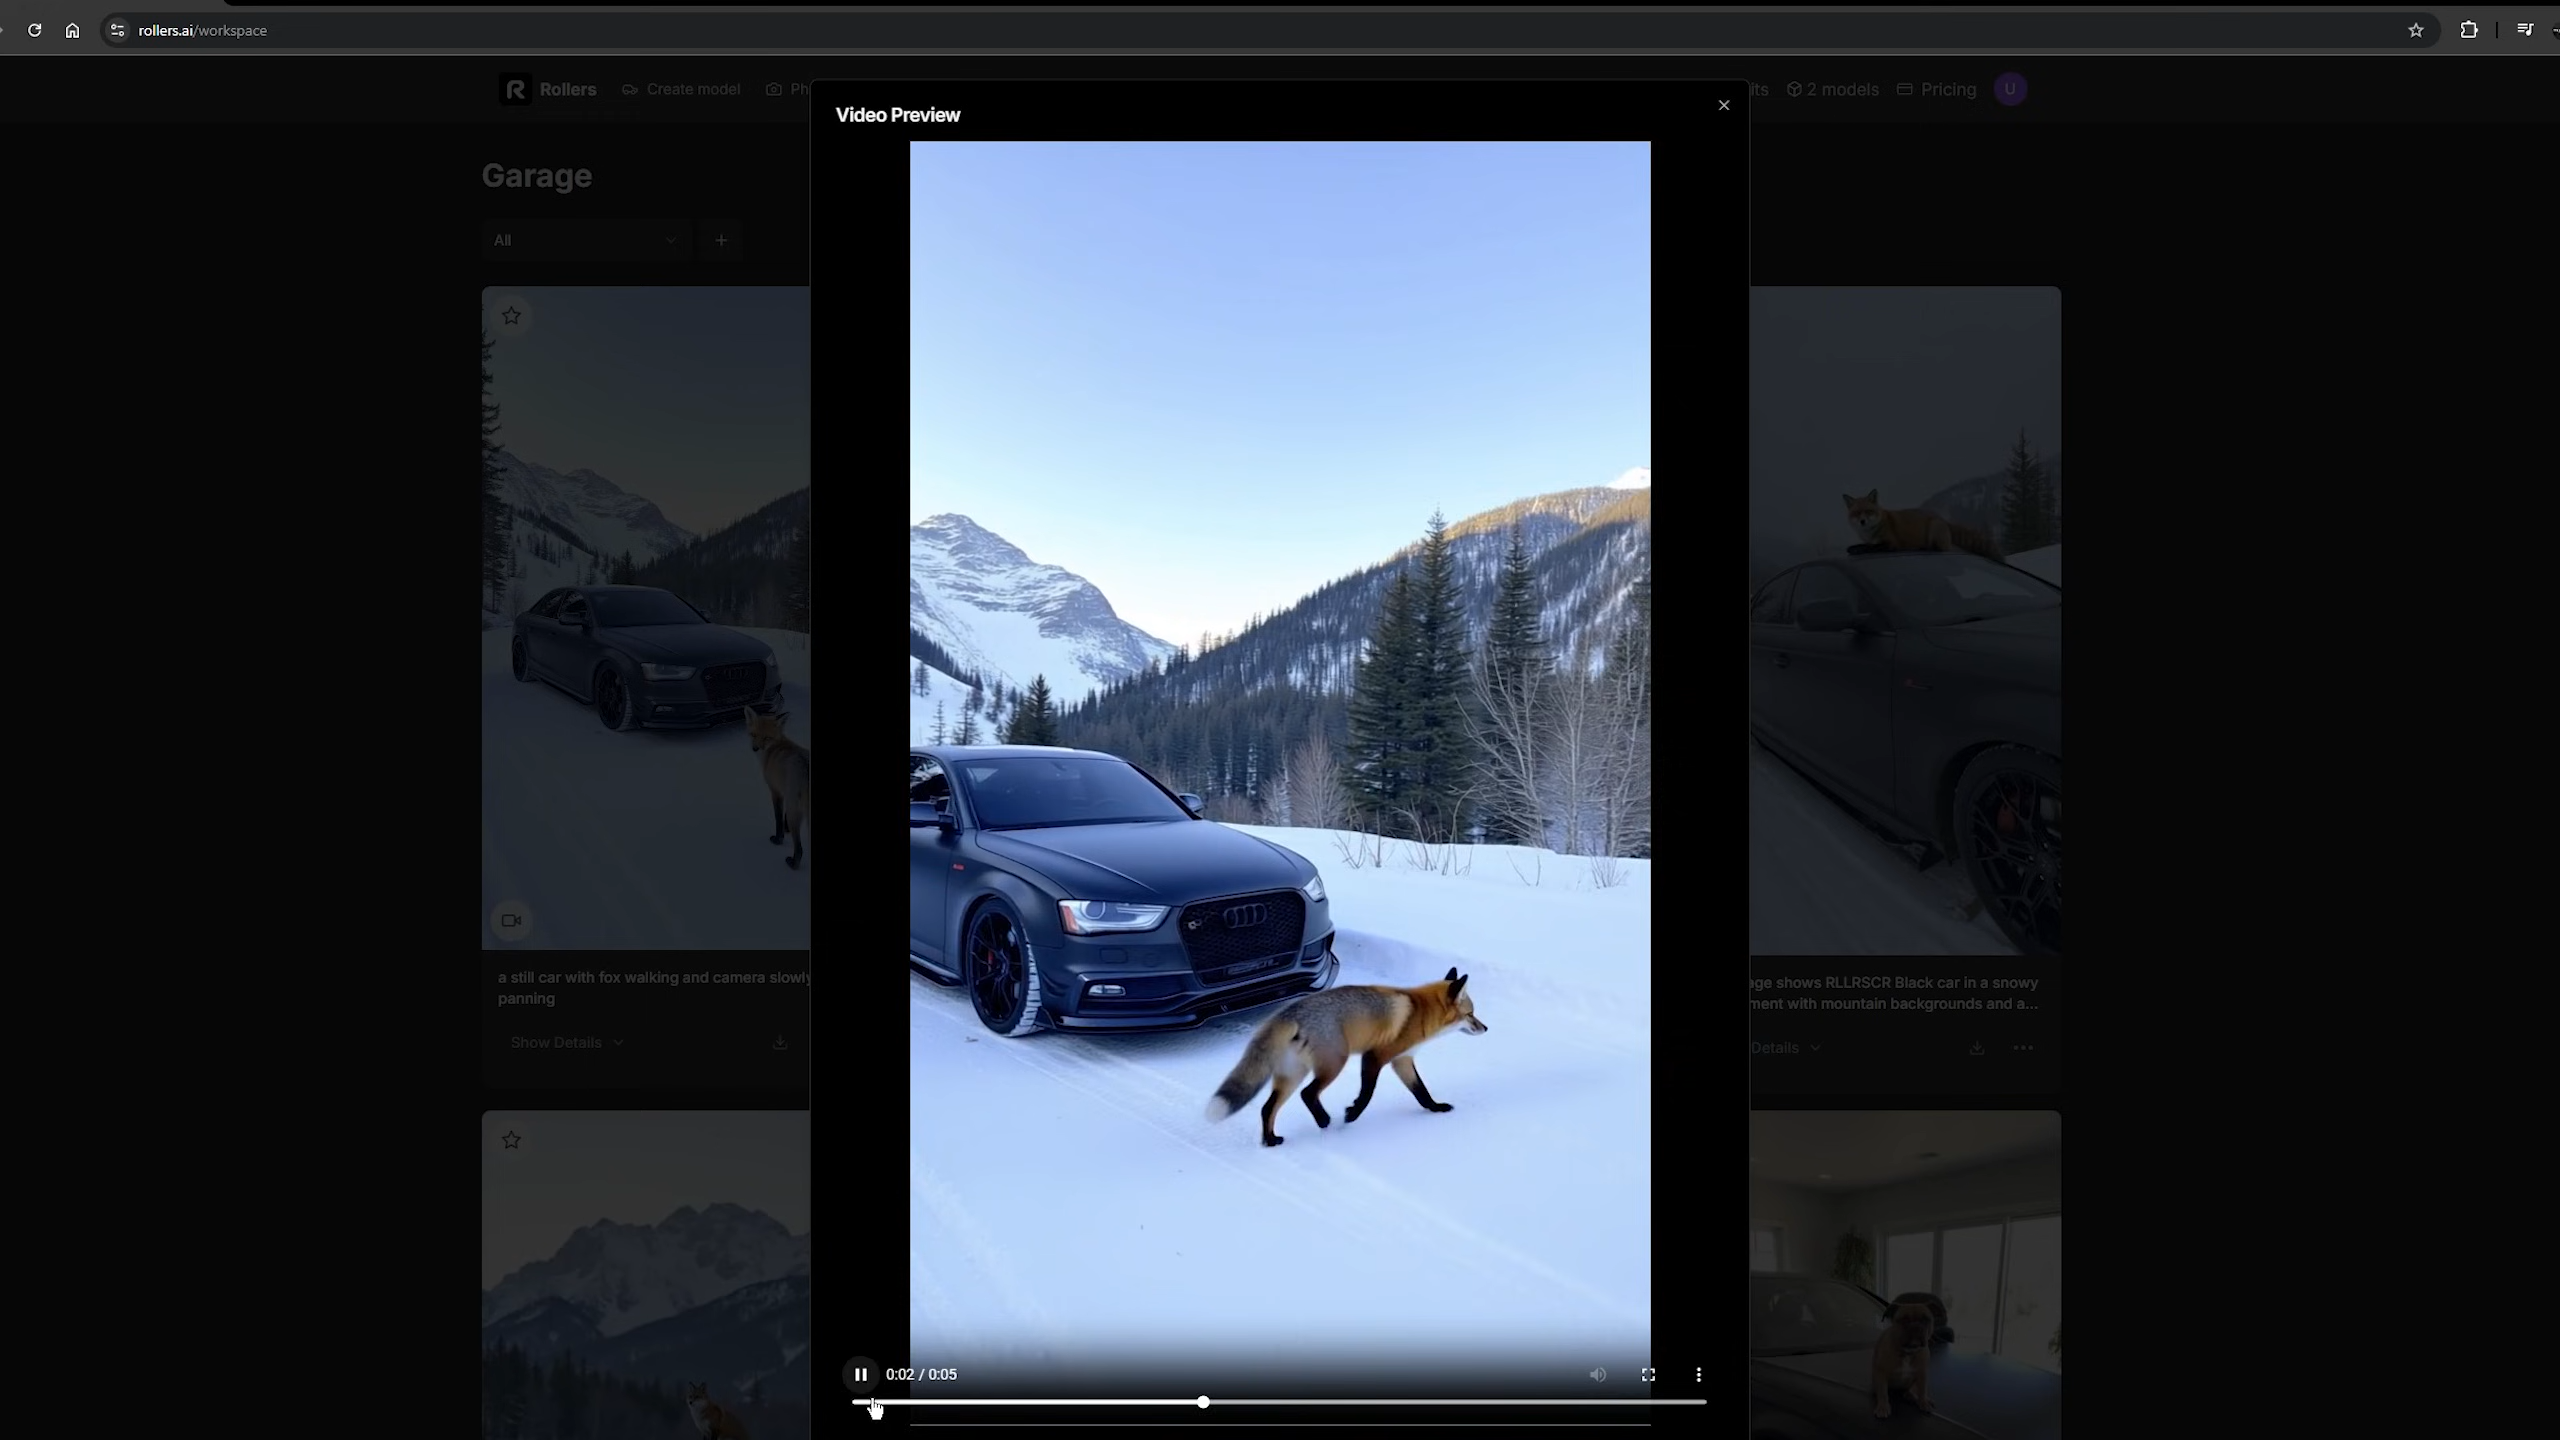 rollers.ai/workspace
Rollers
Create model
Ph
its
2 models
Pricing
U
Video Preview
Garage
All
a still car with fox walking and camera slowly
panning
Show Details
age shows RLLRSCR Black car in a snowy
ment with mountain backgrounds and a...
Details
0:02 / 0:05